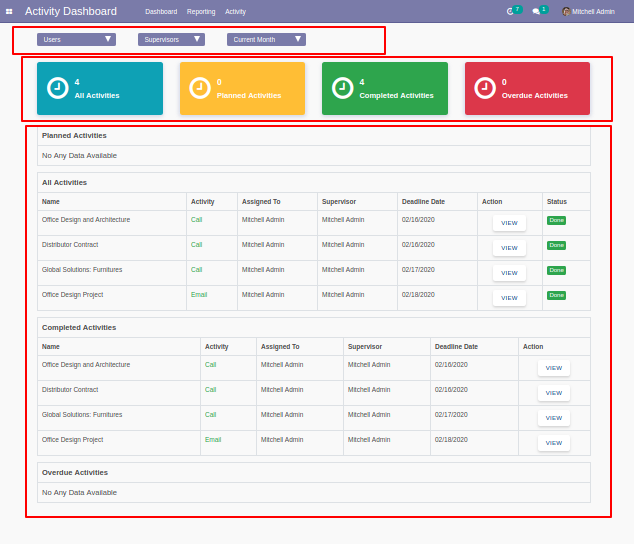 Activity Dashboard Dashboard Reporting Activity 7 1 Mitchell Admin
Users Supervisors Current Month
4 0 4 0
All Activities Planned Activities Completed Activities Overdue Activities
Planned Activities
No Any Data Available
All Activities
Name Activity Assigned To Supervisor Deadline Date Action Status
Office Design and Architecture Call Mitchell Admin Mitchell Admin 02/16/2020 VIEW Done
Distributor Contract Call Mitchell Admin Mitchell Admin 02/16/2020 VIEW Done
Global Solutions: Furnitures Call Mitchell Admin Mitchell Admin 02/17/2020 VIEW Done
Office Design Project Email Mitchell Admin Mitchell Admin 02/18/2020 VIEW Done
Completed Activities
Name Activity Assigned To Supervisor Deadline Date Action
Office Design and Architecture Call Mitchell Admin Mitchell Admin 02/16/2020 VIEW
Distributor Contract Call Mitchell Admin Mitchell Admin 02/16/2020 VIEW
Global Solutions: Furnitures Call Mitchell Admin Mitchell Admin 02/17/2020 VIEW
Office Design Project Email Mitchell Admin Mitchell Admin 02/18/2020 VIEW
Overdue Activities
No Any Data Available